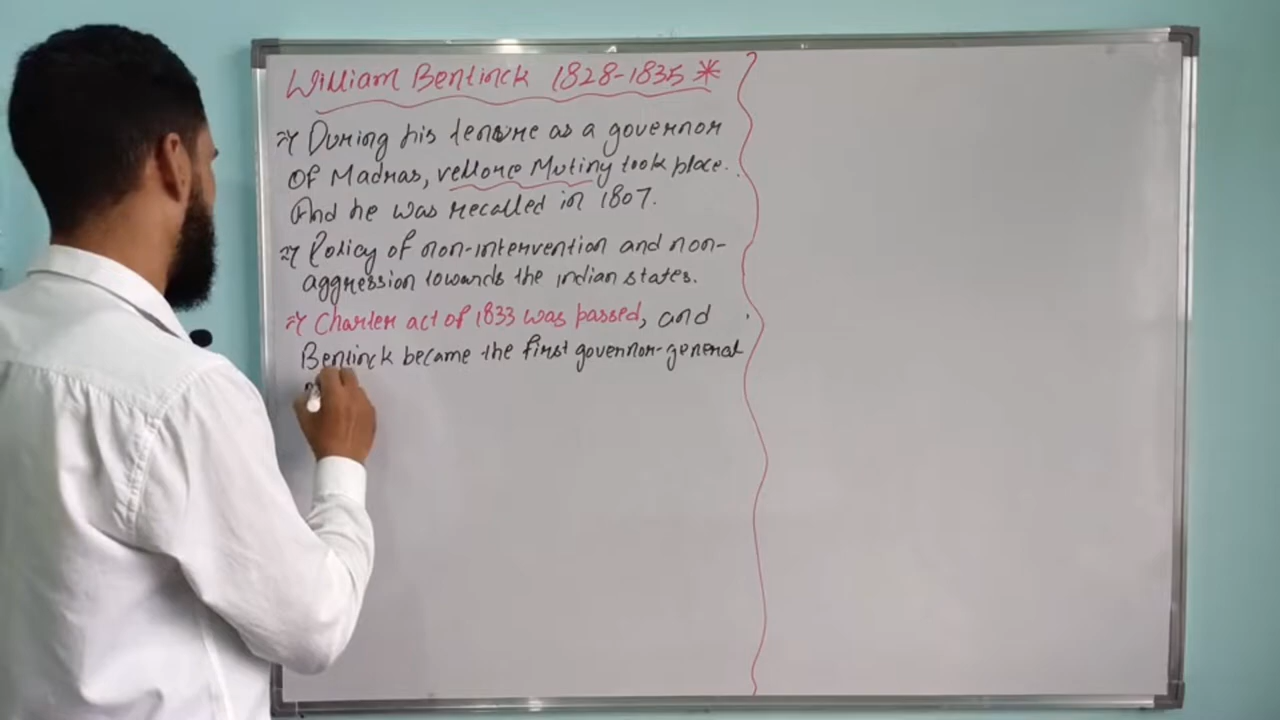 William Bentinck 1828-1835 *
⇒ During his tenure as a governor
Of Madras, vellore Mutiny took place.
And he was recalled in 1807.
⇒ Policy of non-intervention and non-
aggression towards the indian states.
⇒ Charter act of 1833 was passed, and
Bentinck became the first governor-general